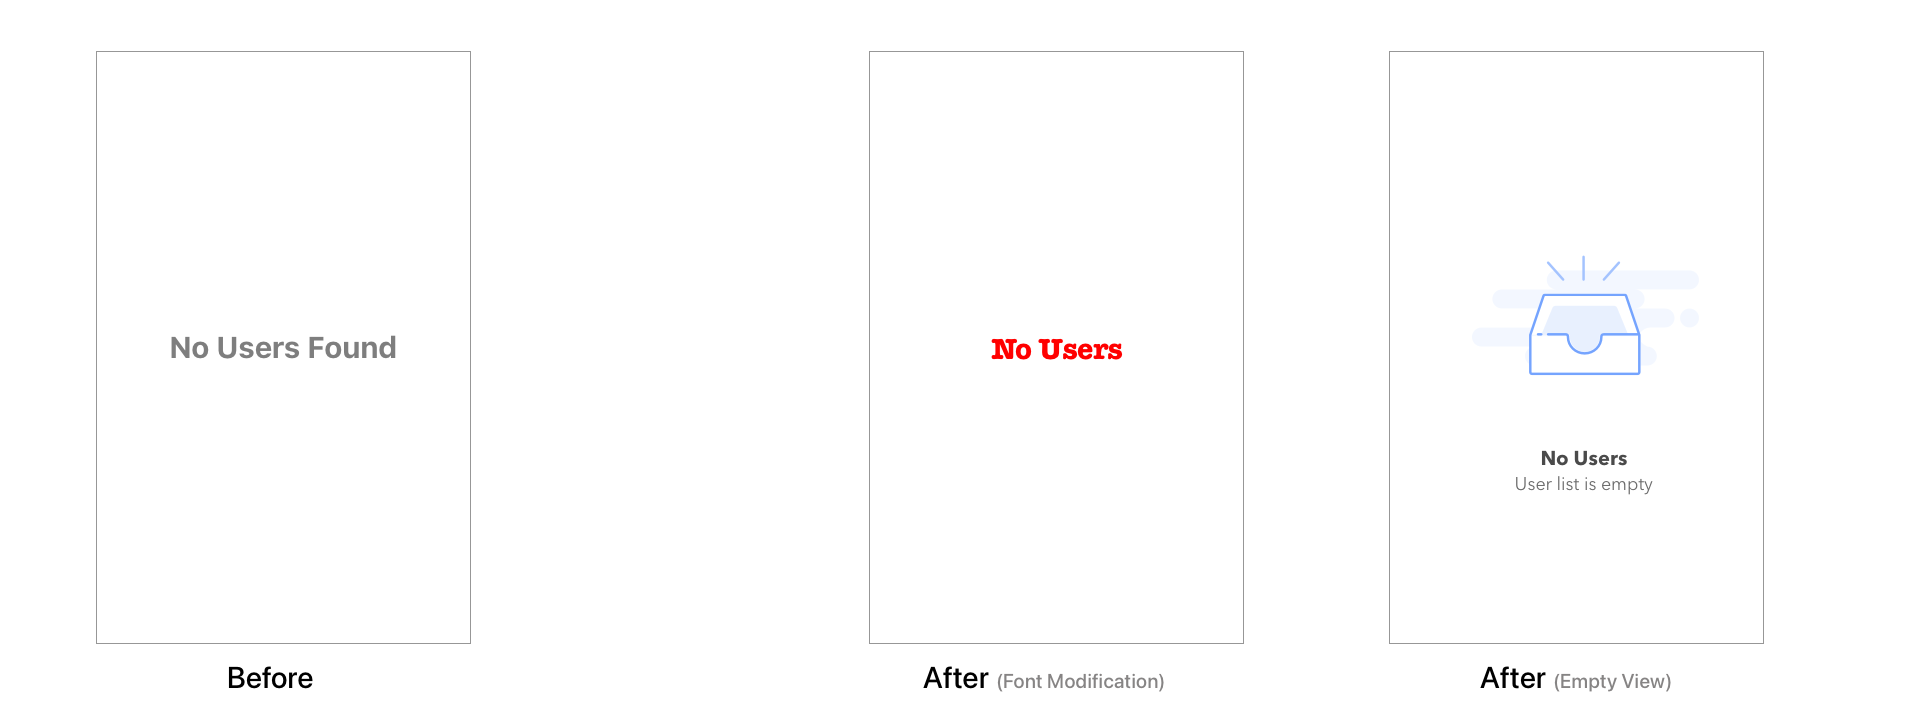 No Users Found
Before
No Users
After (Font Modification)
No Users
User list is empty
After (Empty View)